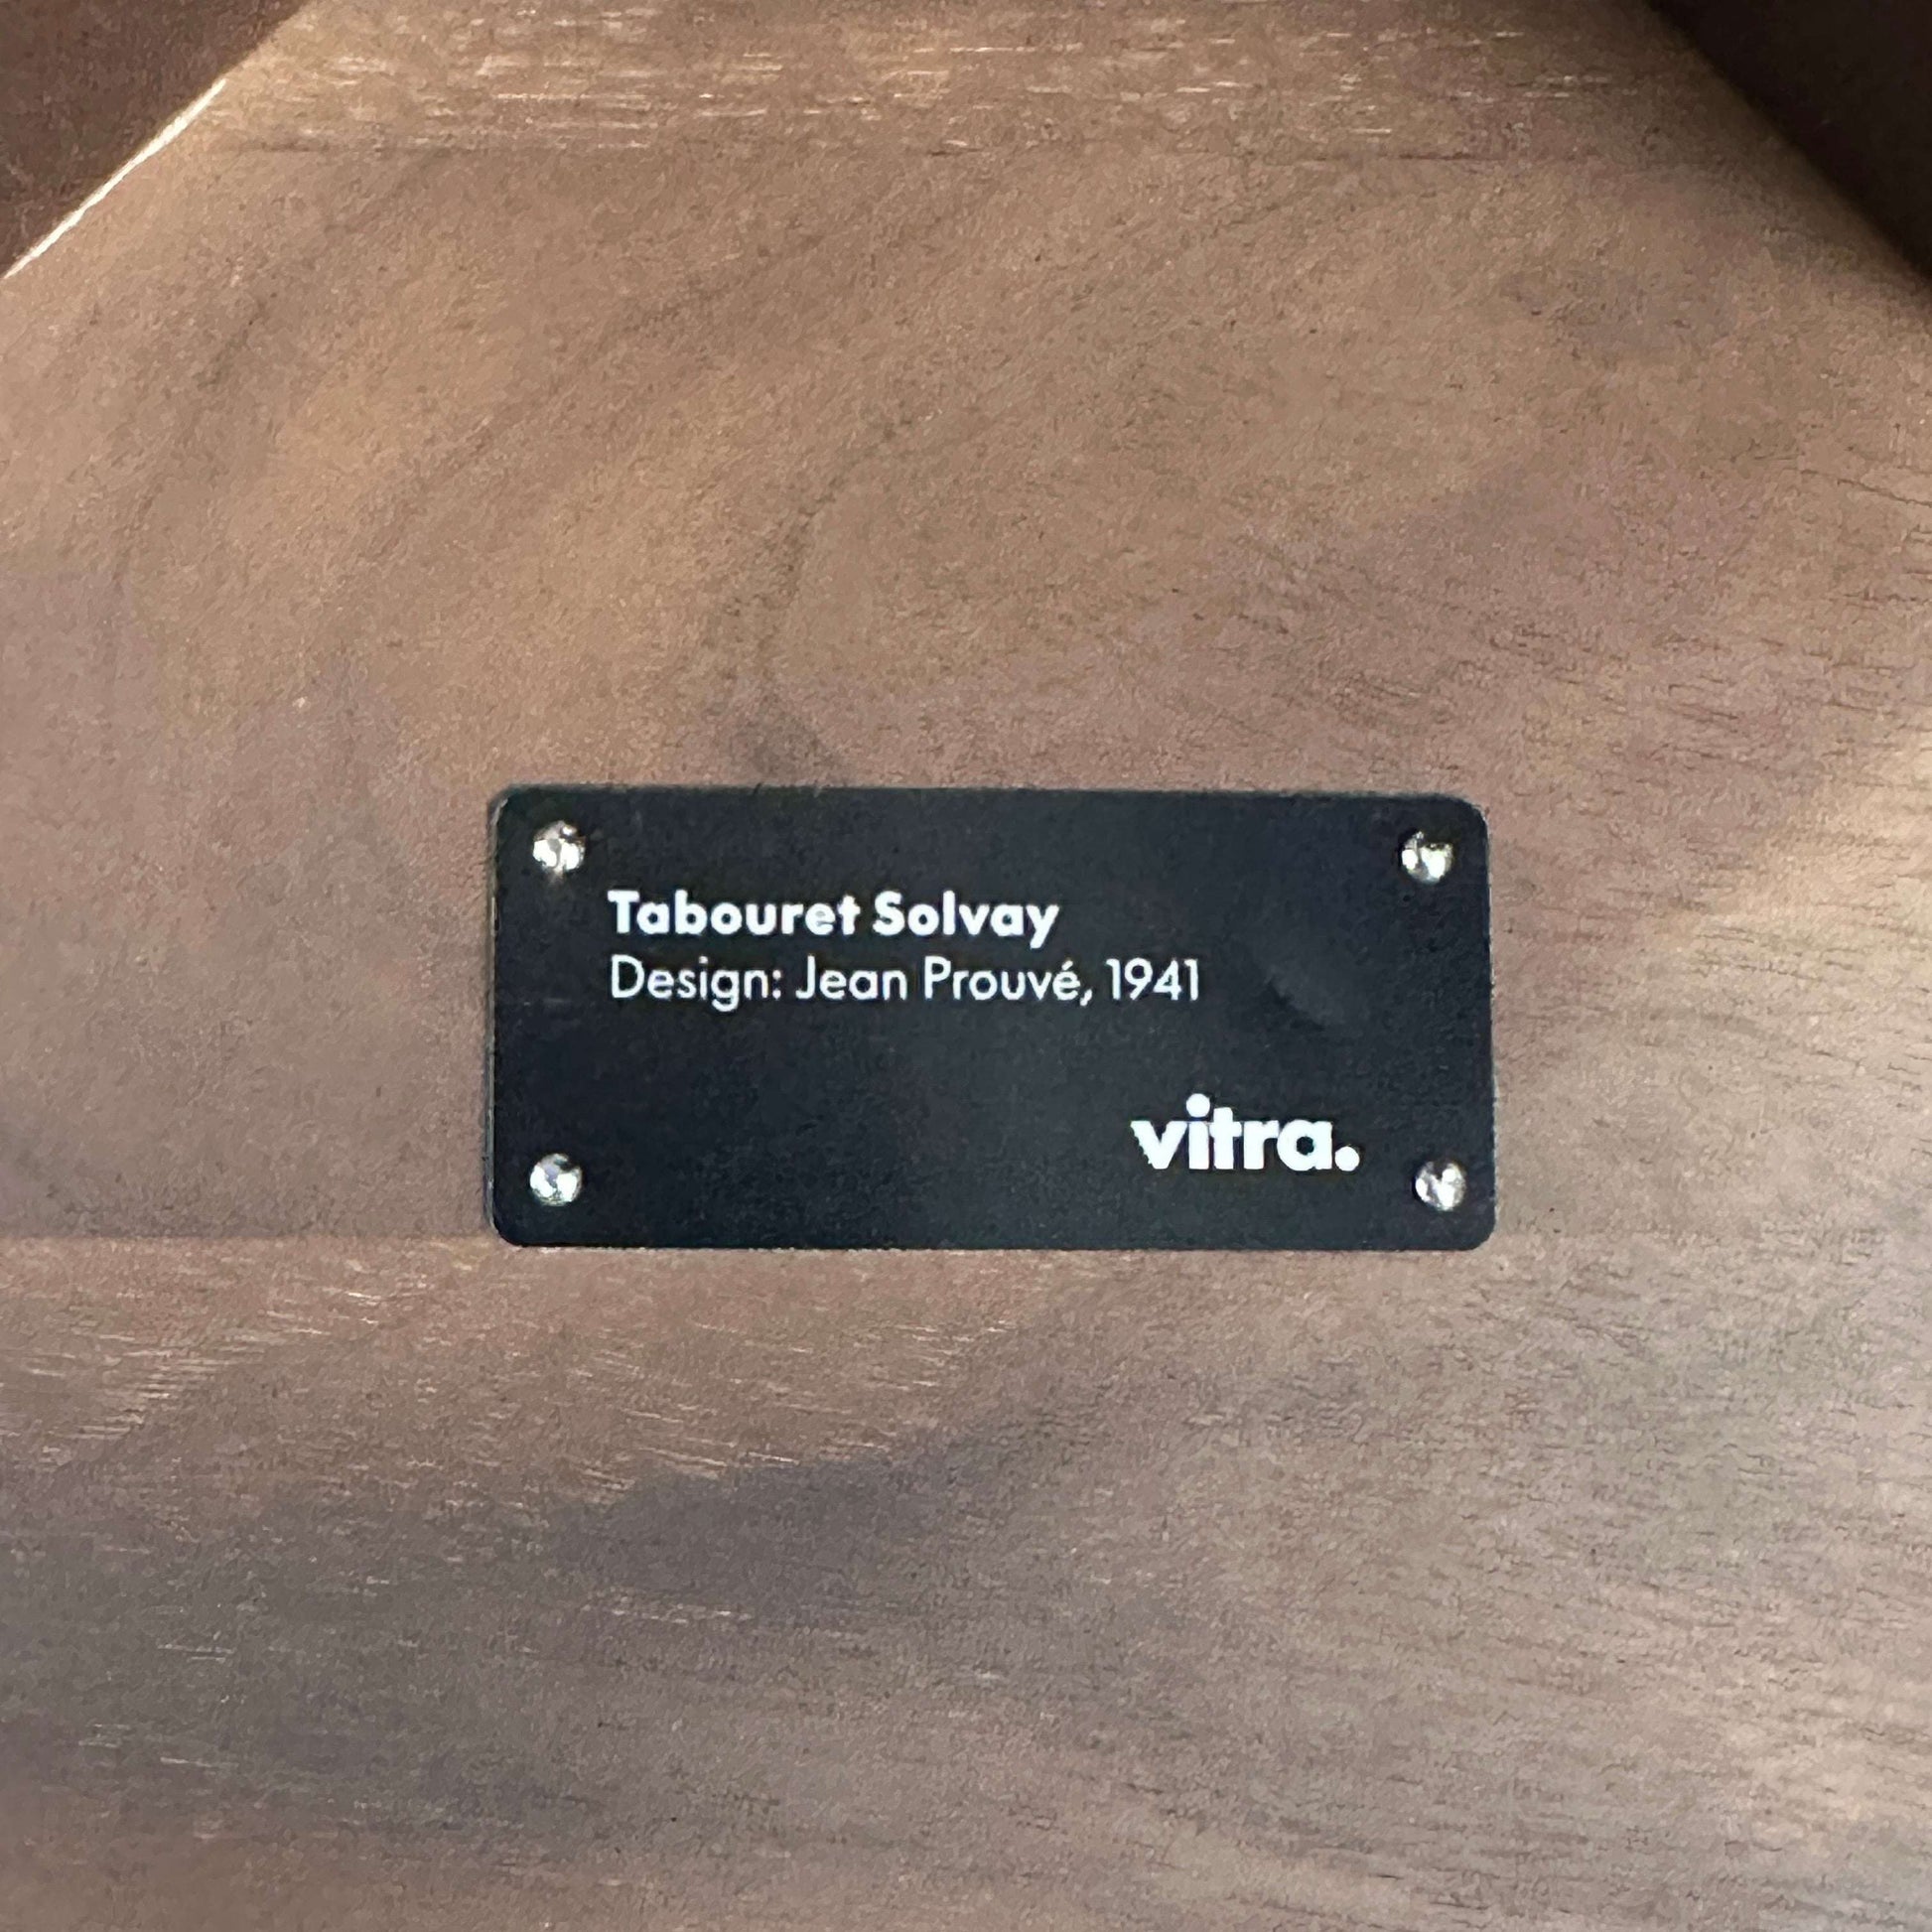 Tabouret Solvay
Design: Jean Prouvé, 1941
vitra.